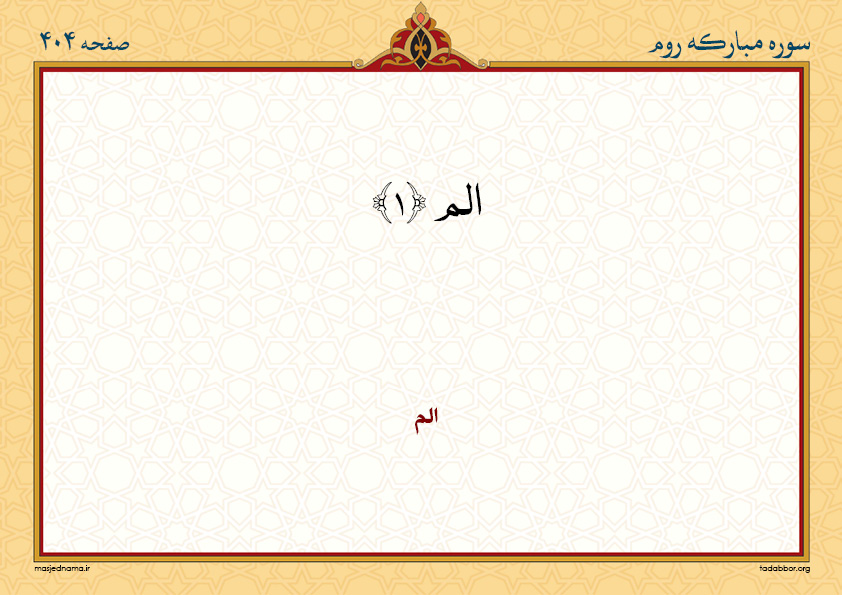 سوره مبارکه روم
صفحه ۴۰۴
الم ﴿۱﴾
الم
masjednama.ir
tadabbor.org